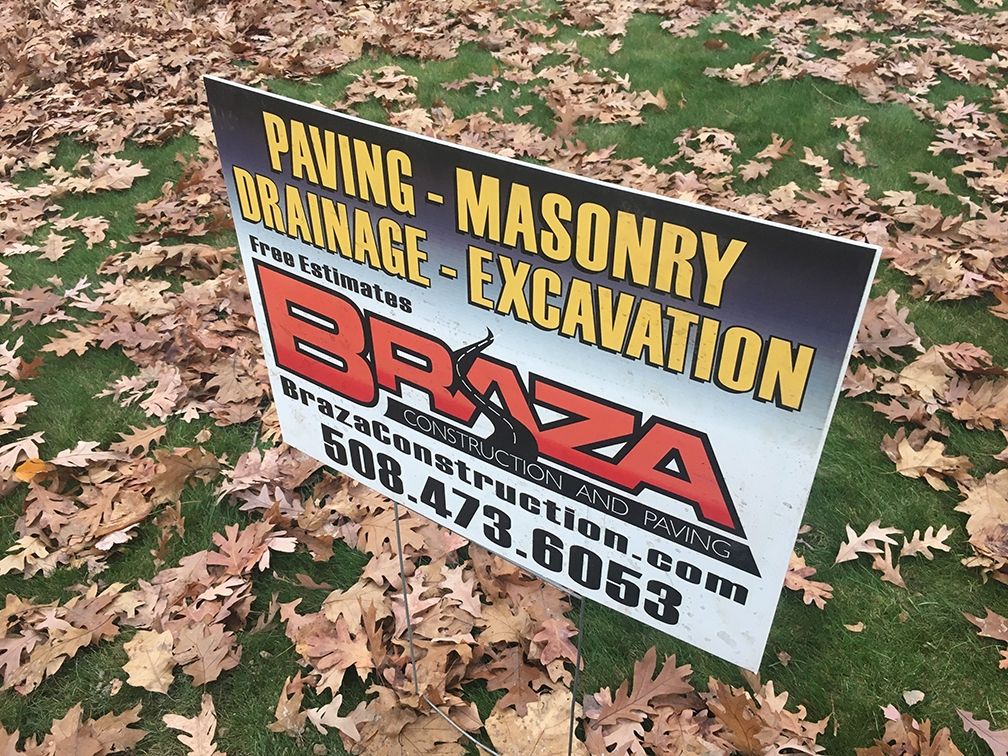 PAVING - MASONRY
DRAINAGE - EXCAVATION
Free Estimates
BRAZA
CONSTRUCTION AND PAVING
BrazaConstruction.com
508.473.6053